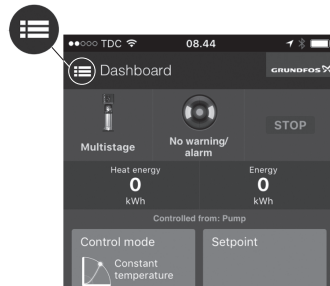 TDC 08.44
Dashboard GRUNDFOS
Multistage
No warning/
alarm
STOP
Heat energy
0
kWh
Energy
0
kWh
Controlled from: Pump
Control mode
Constant
temperature
Setpoint